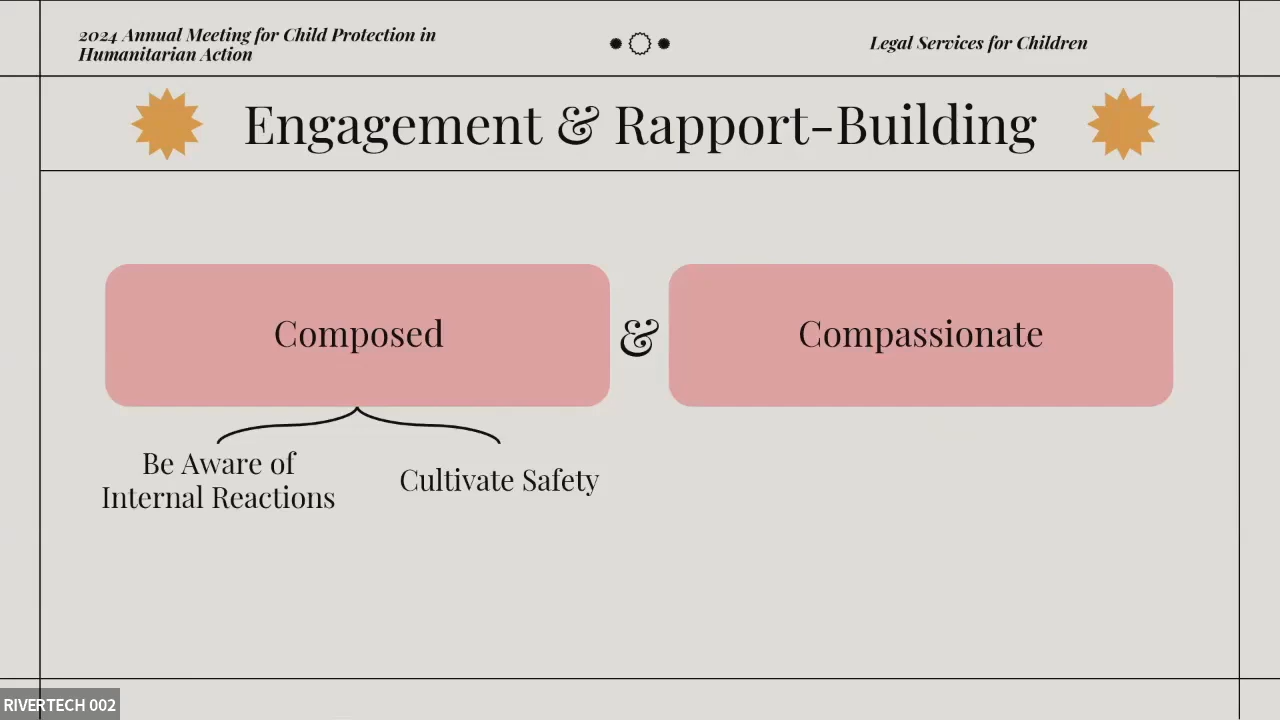 2024 Annual Meeting for Child Protection in
Humanitarian Action
Legal Services for Children
Engagement & Rapport-Building
Composed
&
Compassionate
Be Aware of
Internal Reactions
Cultivate Safety
RIVERTECH 002